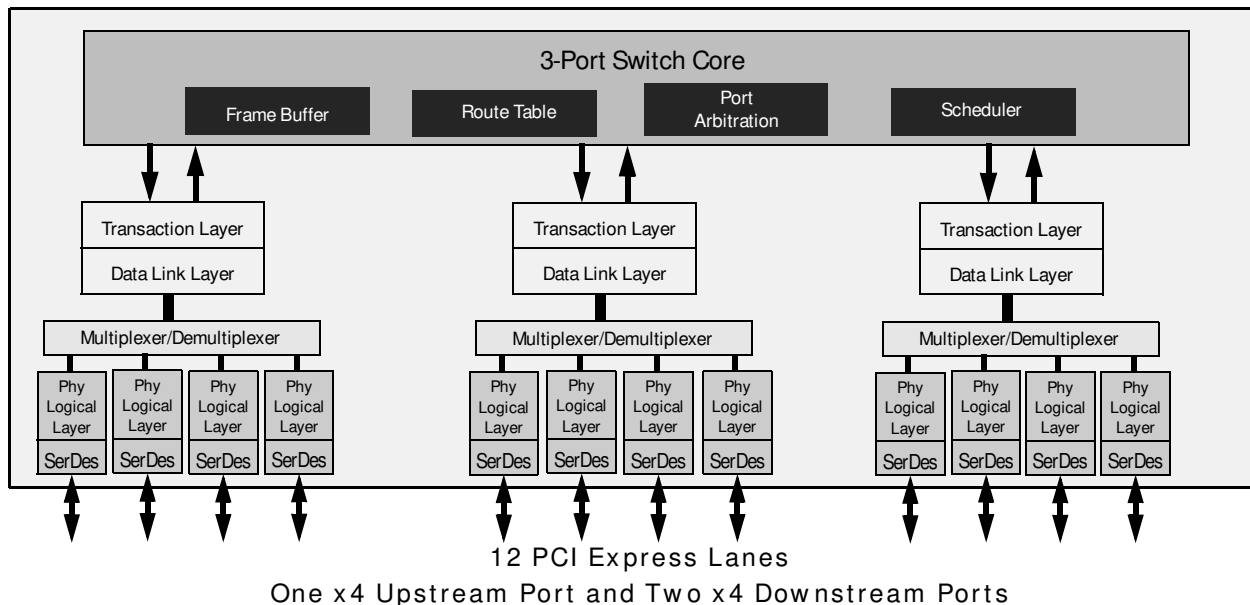 3-Port Switch Core
Frame Buffer
Route Table
Port
Arbitration
Scheduler
Transaction Layer
Data Link Layer
Multiplexer/Demultiplexer
Phy
Logical
Layer
SerDes
Phy
Logical
Layer
SerDes
Phy
Logical
Layer
SerDes
Phy
Logical
Layer
SerDes
Transaction Layer
Data Link Layer
Multiplexer/Demultiplexer
Phy
Logical
Layer
SerDes
Phy
Logical
Layer
SerDes
Phy
Logical
Layer
SerDes
Phy
Logical
Layer
SerDes
Transaction Layer
Data Link Layer
Multiplexer/Demultiplexer
Phy
Logical
Layer
SerDes
Phy
Logical
Layer
SerDes
Phy
Logical
Layer
SerDes
Phy
Logical
Layer
SerDes
12 PCI Express Lanes
One x4 Upstream Port and Two x4 Downstream Ports